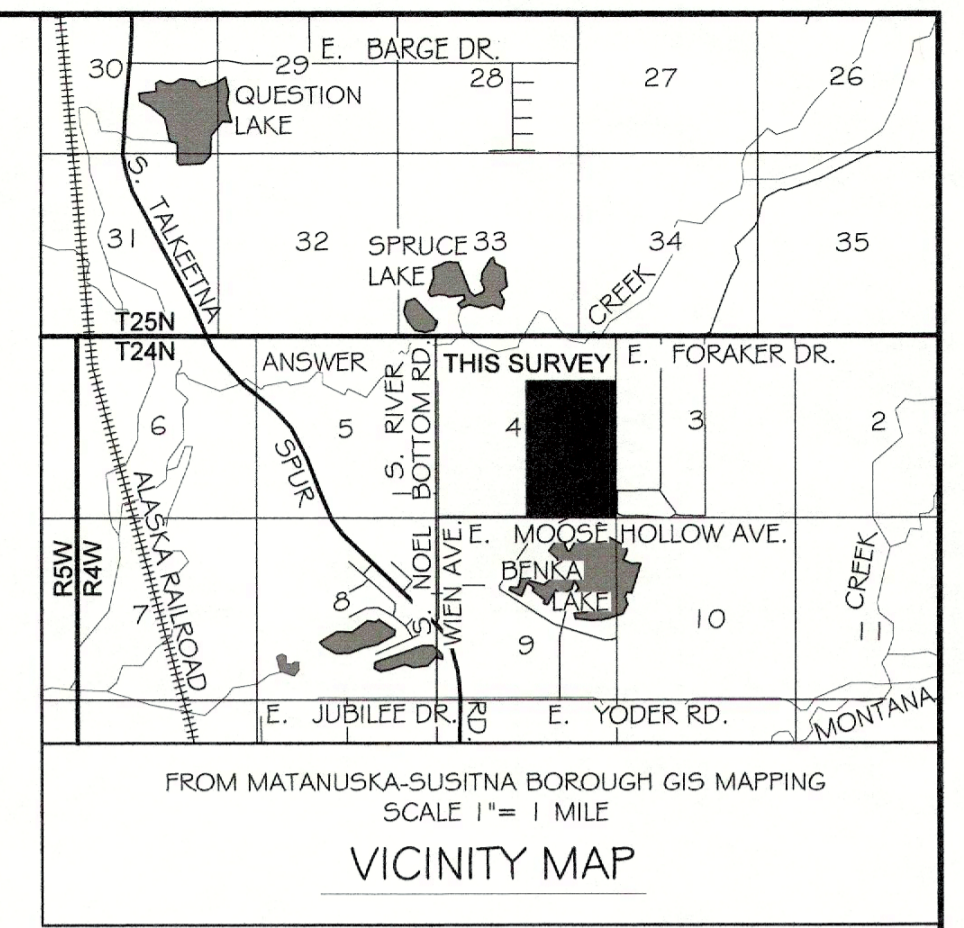 E. BARGE DR.
30
29
28
27
26
QUESTION
LAKE
S. TALKEETNA
31
32
SPRUCE
LAKE
33
34
35
CREEK
T25N
T24N
ANSWER
THIS SURVEY
E. FORAKER DR.
6
5
S. RIVER
BOTTOM RD.
4
3
2
SPUR
ALASKA RAILROAD
R5W
R4W
E. MOOSE HOLLOW AVE.
S. NOEL
WIEN AVE.
BENKA
LAKE
7
8
9
10
11
CREEK
MONTANA
E. JUBILEE DR.
RD.
E. YODER RD.
FROM MATANUSKA-SUSITNA BOROUGH GIS MAPPING
SCALE 1"= 1 MILE
VICINITY MAP